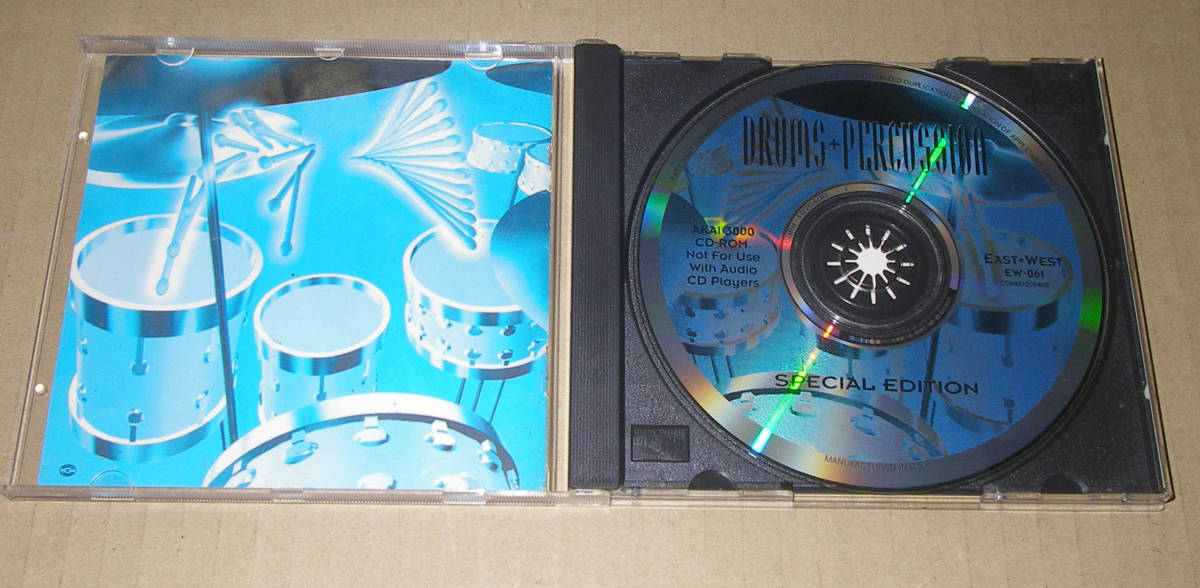 DRUMS+PERCUSSION
AKAI 3000
CD-ROM.
Not For Use
With Audio
CD Players
EAST•WEST
EW-061
SPECIAL EDITION
MANUFACTURED IN U.S.A.